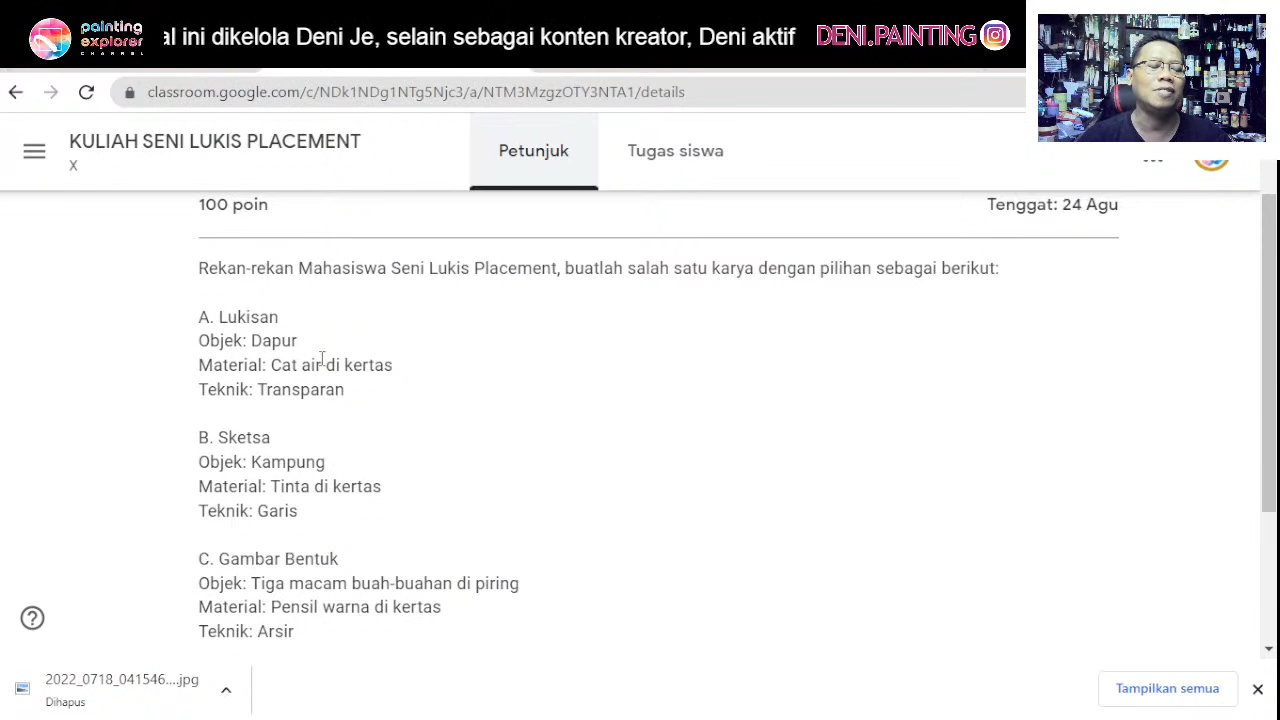 painting
explorer
CHANNEL
al ini dikelola Deni Je, selain sebagai konten kreator, Deni aktif
DENI.PAINTING
classroom.google.com/c/NDk1NDg1NTg5Njc3/a/NTM3MzgzOTY3NTA1/details
KULIAH SENI LUKIS PLACEMENT
X
Petunjuk
Tugas siswa
100 poin
Tenggat: 24 Agu
Rekan-rekan Mahasiswa Seni Lukis Placement, buatlah salah satu karya dengan pilihan sebagai berikut:
A. Lukisan
Objek: Dapur
Material: Cat air di kertas
Teknik: Transparan
B. Sketsa
Objek: Kampung
Material: Tinta di kertas
Teknik: Garis
C. Gambar Bentuk
Objek: Tiga macam buah-buahan di piring
Material: Pensil warna di kertas
Teknik: Arsir
2022_0718_041546....jpg
Dihapus
Tampilkan semua